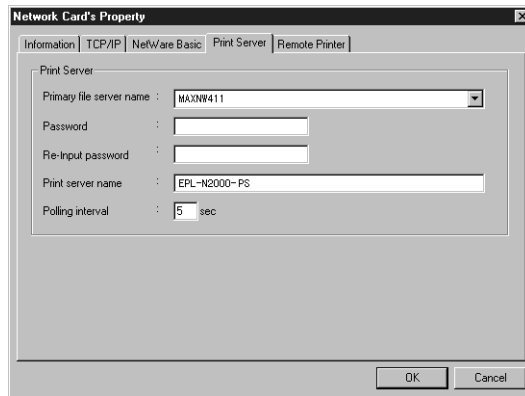 Network Card's Property
Information TCP/IP NetWare Basic Print Server Remote Printer
Print Server
Primary file server name : MAXNW411
Password :
Re-Input password :
Print server name : EPL-N2000-PS
Polling interval : 5 sec
OK Cancel